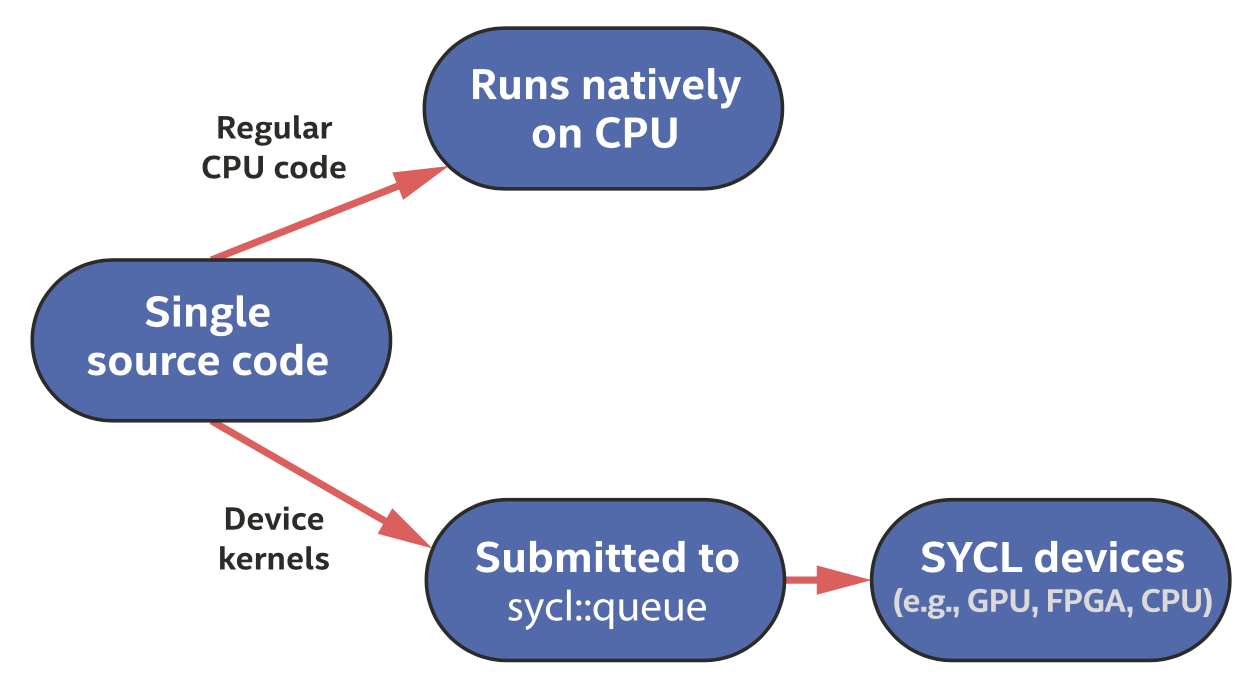 Runs natively
on CPU
Regular
CPU code
Single
source code
Device
kernels
Submitted to
sycl::queue
SYCL devices
(e.g., GPU, FPGA, CPU)